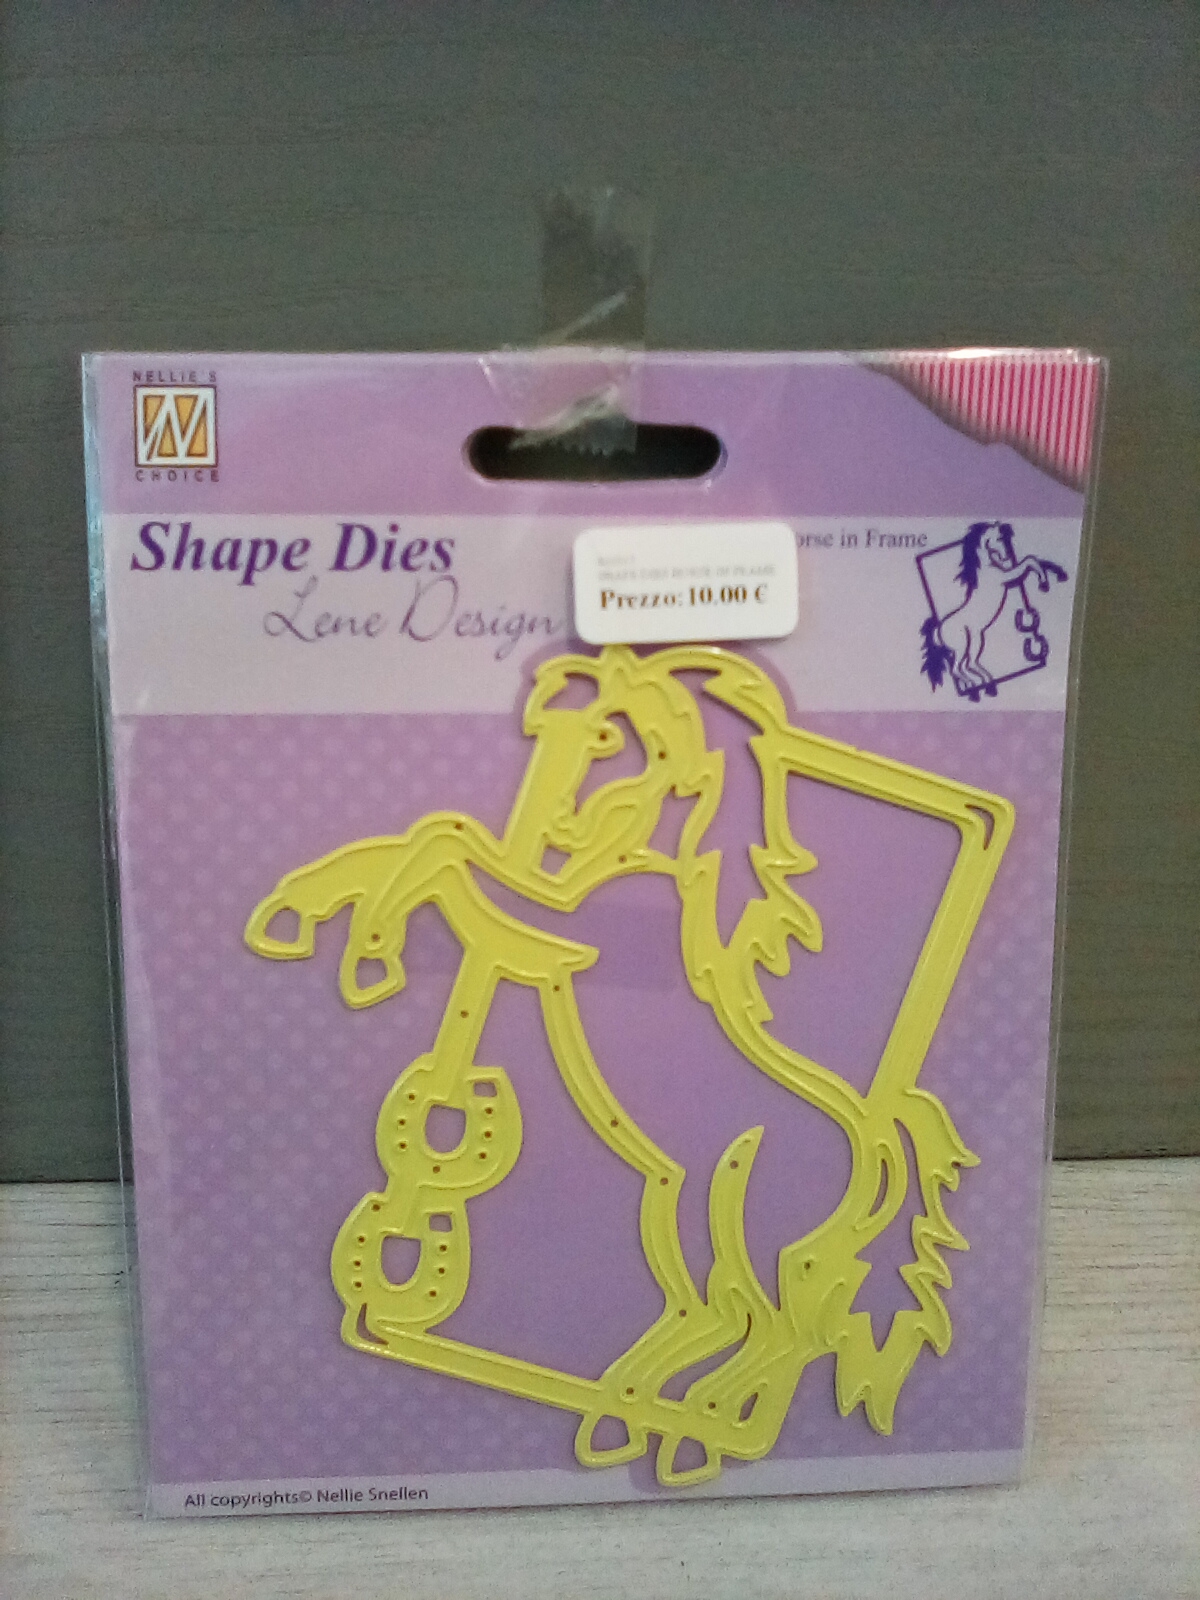 NELLIE'S
CHOICE
Shape Dies
Lene Design
orse in Frame
Prezzo: 10.00 €
All copyrights© Nellie Snellen